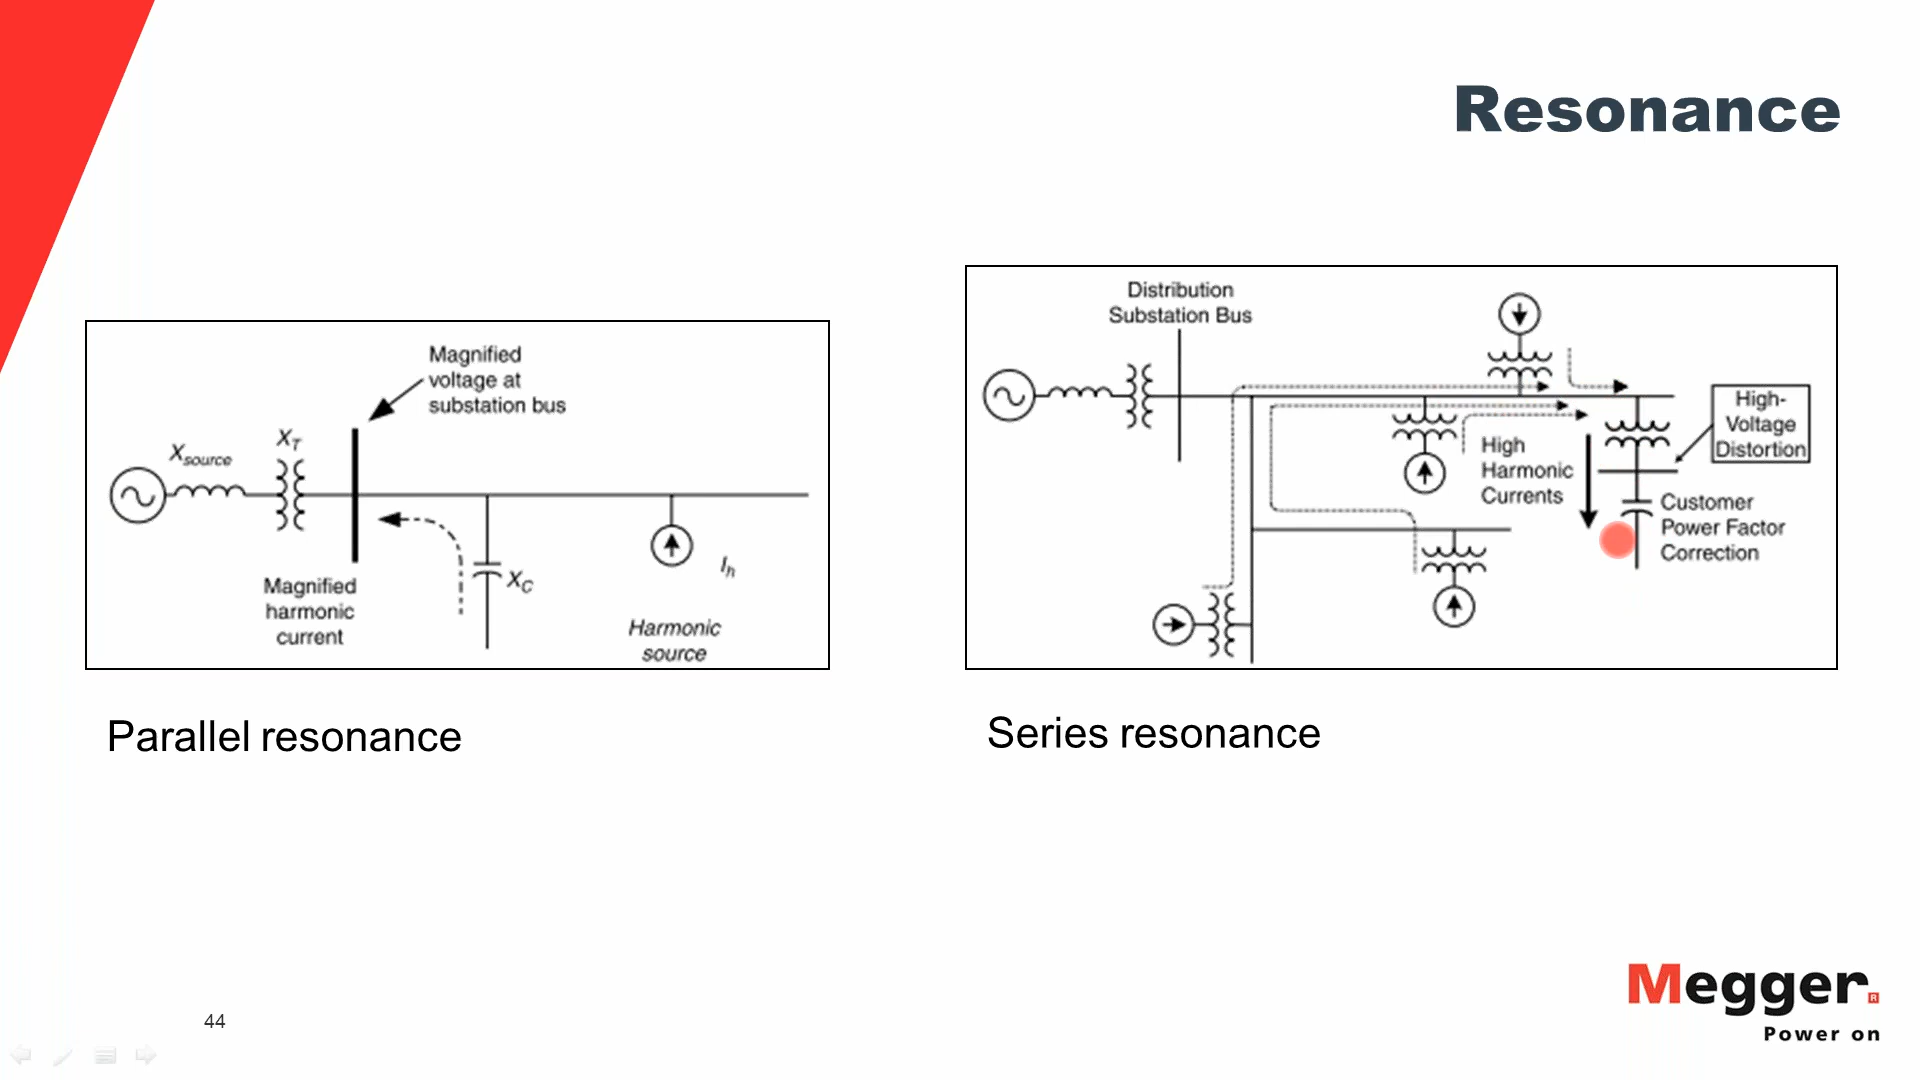 Resonance
Magnified
voltage at
substation bus
Xsource
XT
Magnified
harmonic
current
XC
Ih
Harmonic
source
Parallel resonance
Distribution
Substation Bus
High-
Voltage
Distortion
High
Harmonic
Currents
Customer
Power Factor
Correction
Series resonance
44
Megger®
Power on